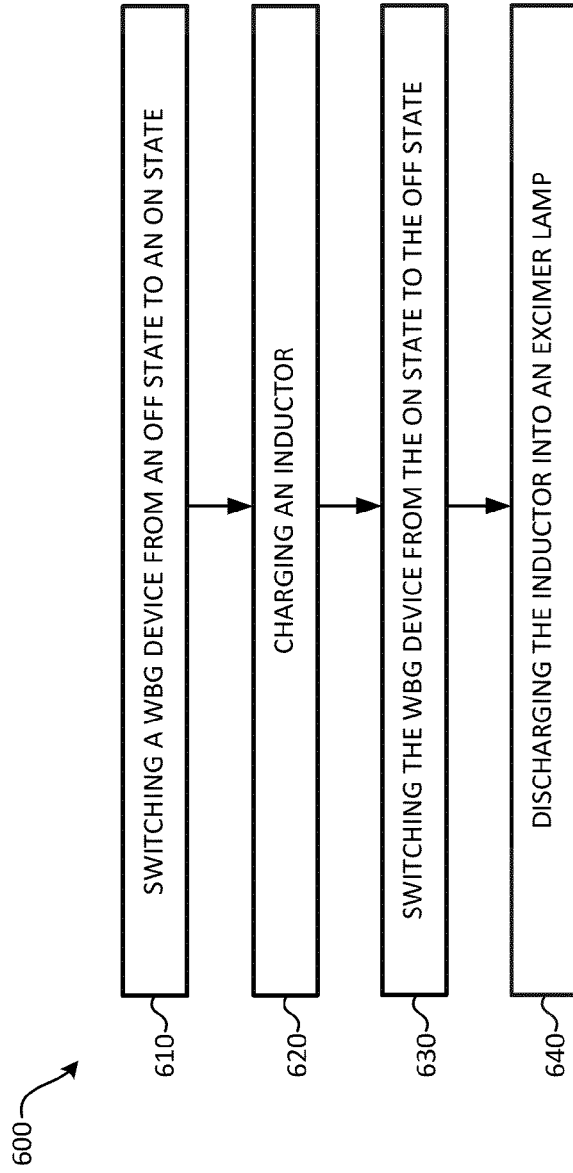 600
610
SWITCHING A WBG DEVICE FROM AN OFF STATE TO AN ON STATE
620
CHARGING AN INDUCTOR
630
SWITCHING THE WBG DEVICE FROM THE ON STATE TO THE OFF STATE
640
DISCHARGING THE INDUCTOR INTO AN EXCIMER LAMP